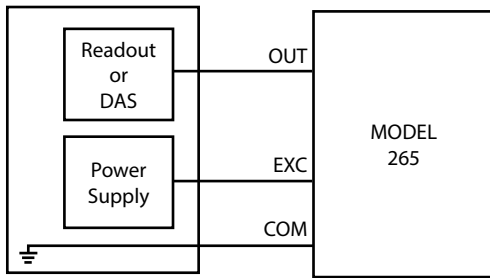 Readout
or
DAS
OUT
MODEL
265
Power
Supply
EXC
COM